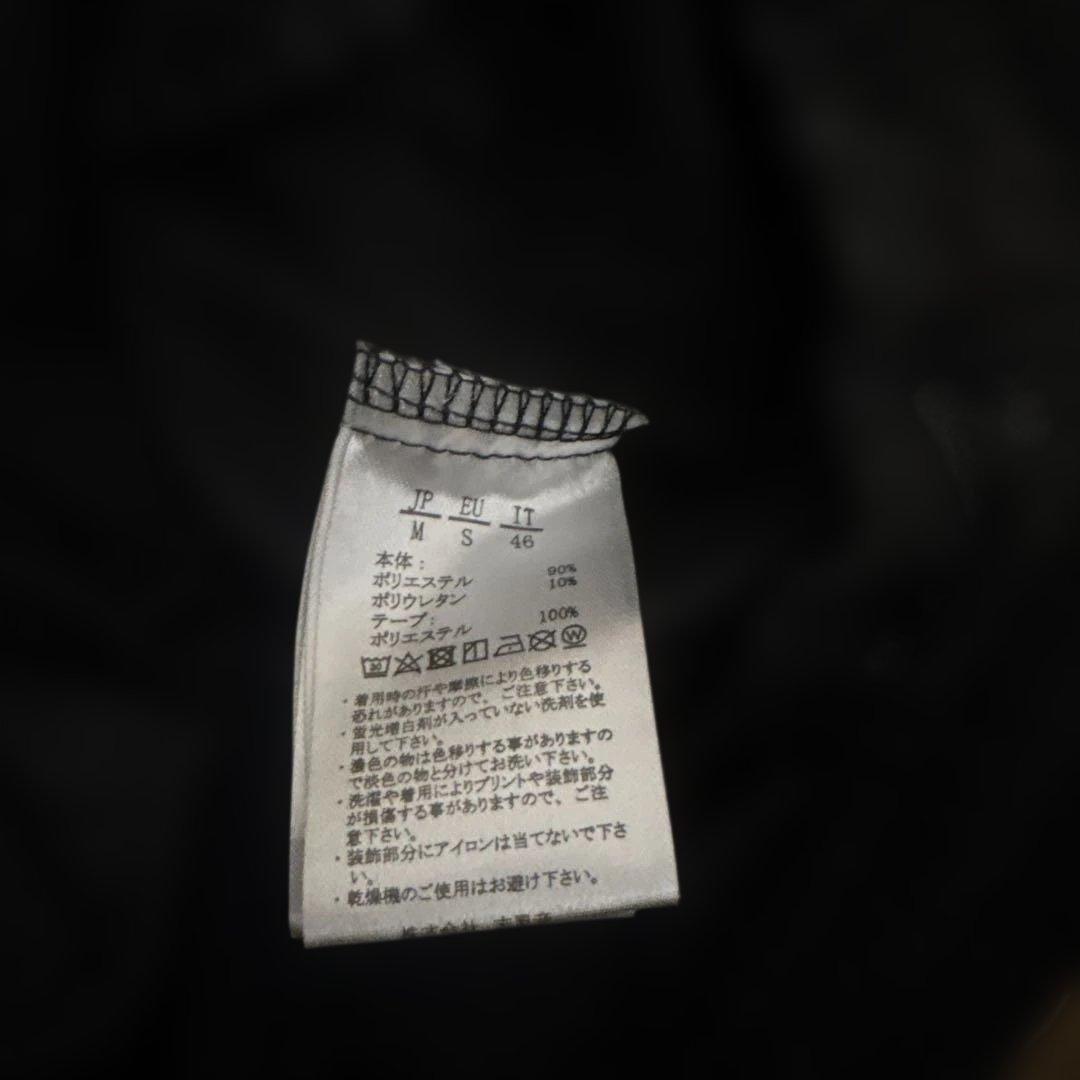 JP EU IT
M S 46
本体:
ポリエステル 90%
ポリウレタン 10%
テープ:
ポリエステル 100%
30 W
・着用時の汗や摩擦により色移りする
恐れがありますので、ご注意下さい。
・蛍光増白剤が入っていない洗剤を使
用して下さい。
・濃色の物は色移りする事がありますの
で淡色の物と分けてお洗い下さい。
・洗濯や着用によりプリントや装飾部分
が損傷する事がありますので、ご注
意下さい。
・装飾部分にアイロンは当てないで下さ
い。
・乾燥機のご使用はお避け下さい。
株式会社